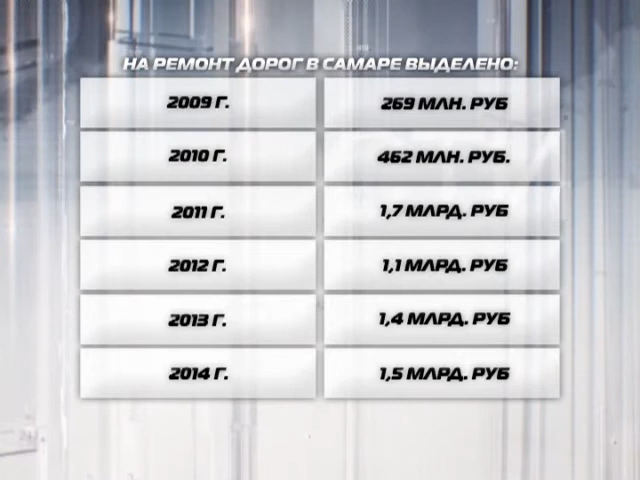 НА РЕМОНТ ДОРОГ В САМАРЕ ВЫДЕЛЕНО:
2009 Г. 269 МЛН. РУБ
2010 Г. 462 МЛН. РУБ.
2011 Г. 1,7 МЛРД. РУБ
2012 Г. 1,1 МЛРД. РУБ
2013 Г. 1,4 МЛРД. РУБ
2014 Г. 1,5 МЛРД. РУБ